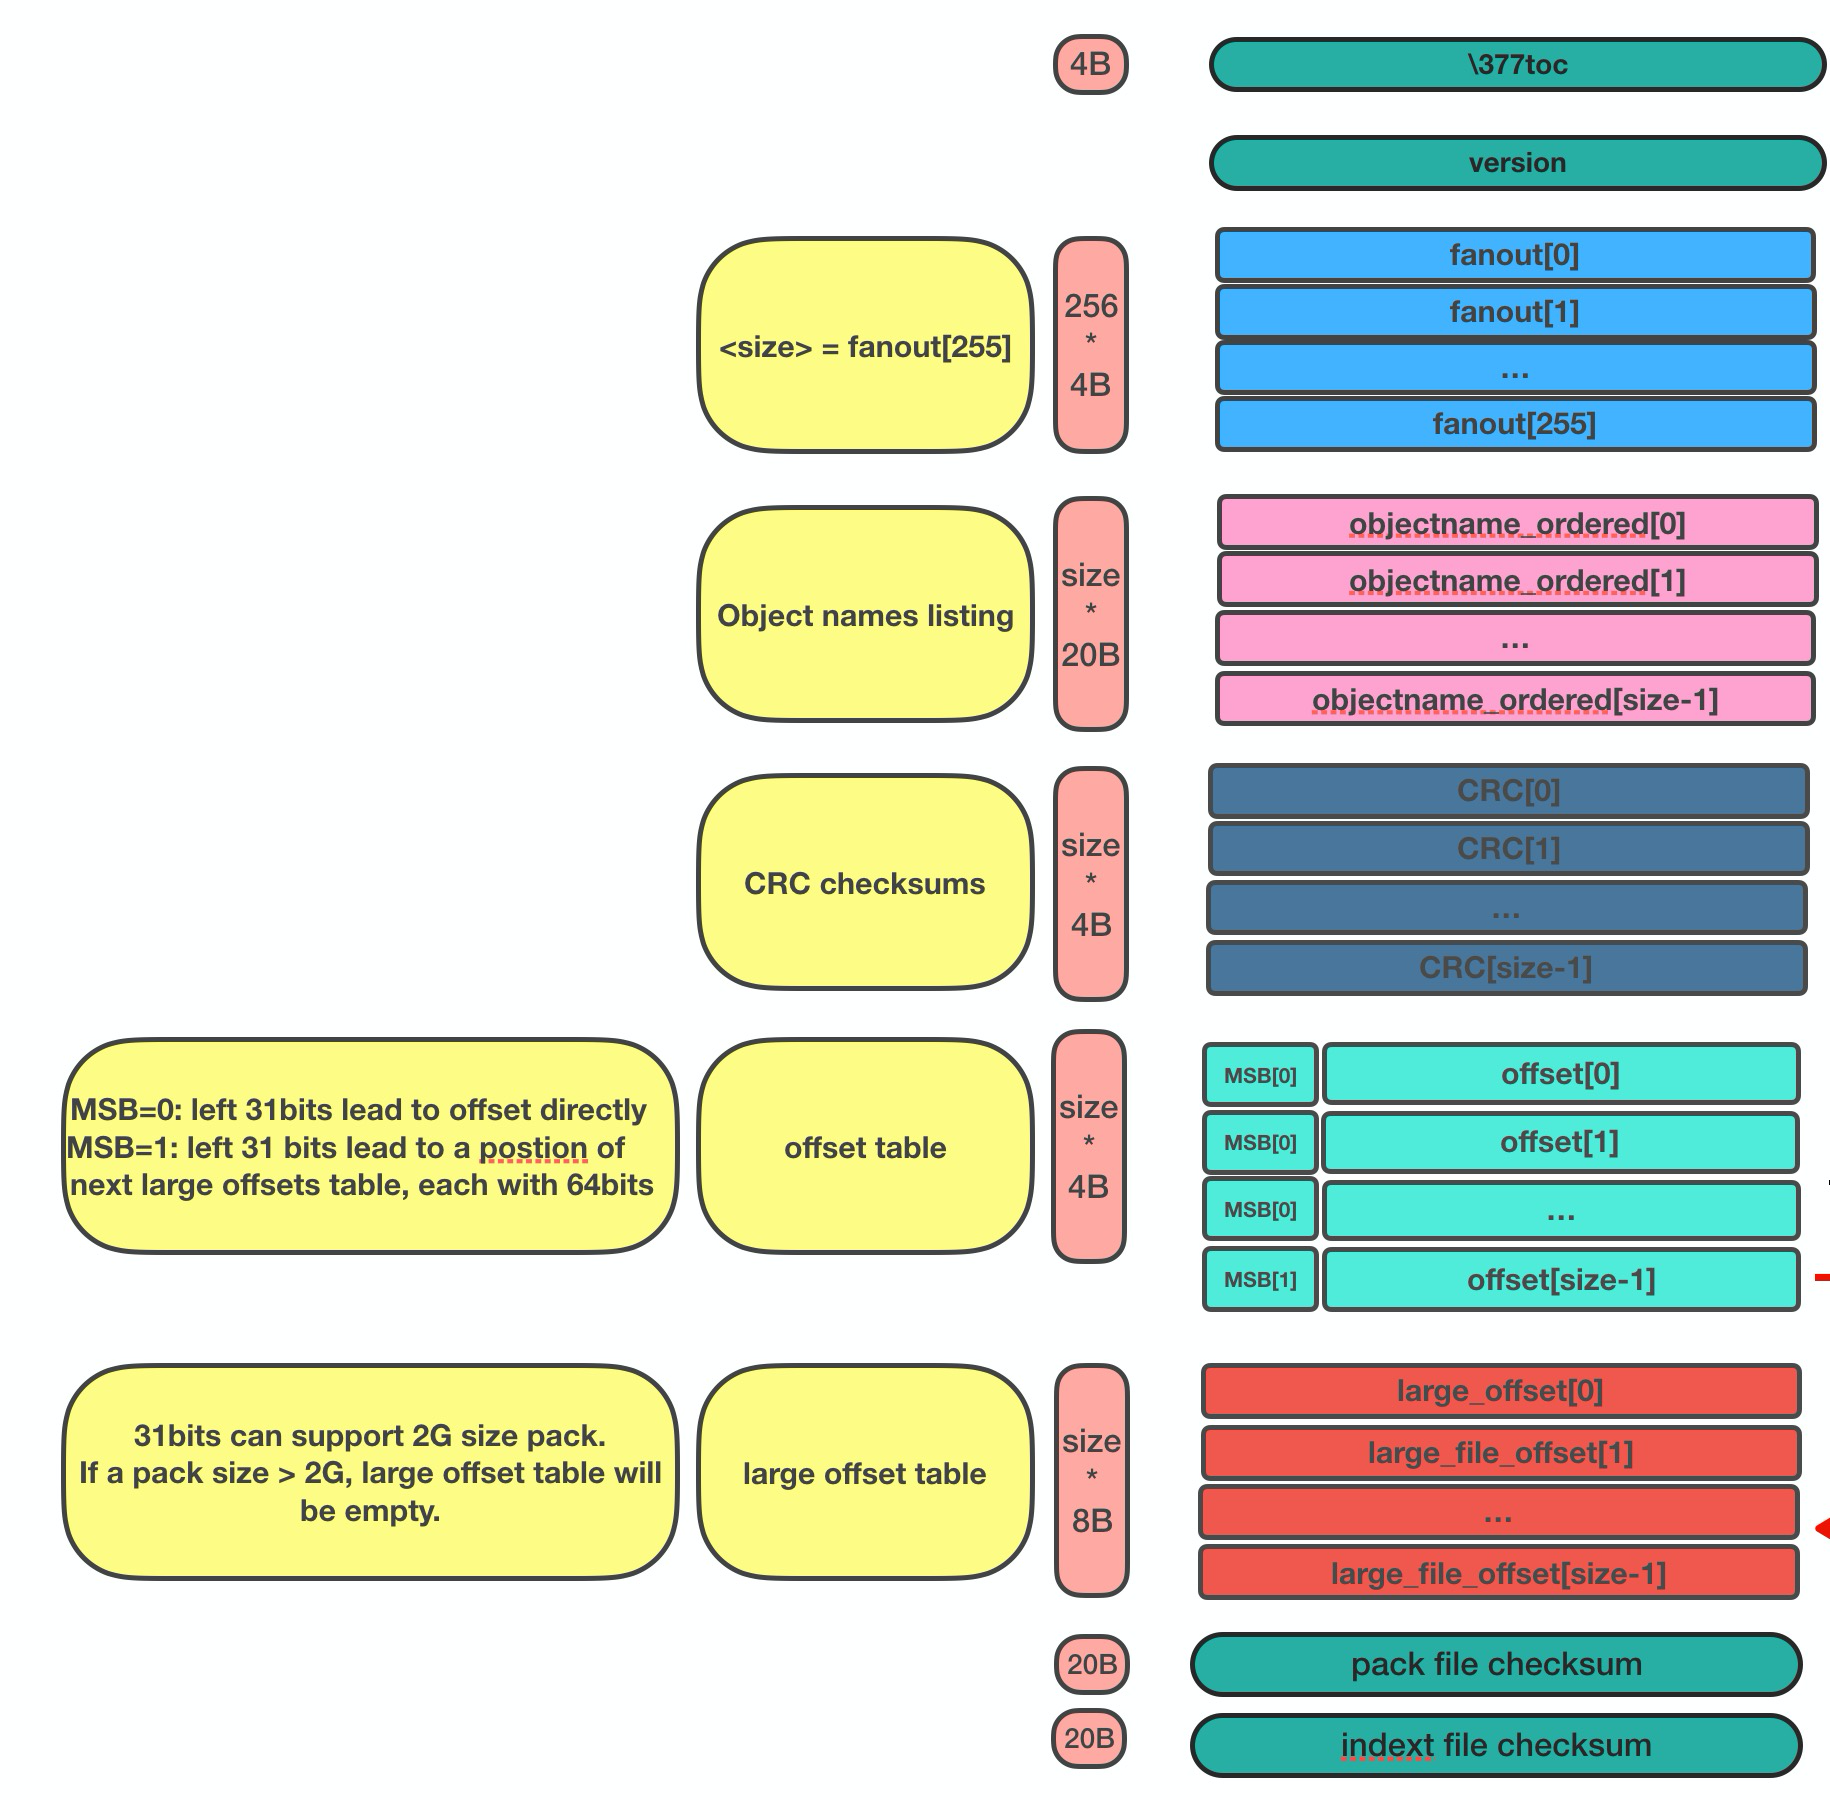 4B
\377toc
version
<size> = fanout[255]
256
*
4B
fanout[0]
fanout[1]
...
fanout[255]
Object names listing
size
*
20B
objectname_ordered[0]
objectname_ordered[1]
...
objectname_ordered[size-1]
CRC checksums
size
*
4B
CRC[0]
CRC[1]
...
CRC[size-1]
MSB=0: left 31bits lead to offset directly
MSB=1: left 31 bits lead to a postion of
next large offsets table, each with 64bits
offset table
size
*
4B
MSB[0]
offset[0]
MSB[0]
offset[1]
MSB[0]
...
MSB[1]
offset[size-1]
31bits can support 2G size pack.
If a pack size > 2G, large offset table will
be empty.
large offset table
size
*
8B
large_offset[0]
large_file_offset[1]
...
large_file_offset[size-1]
20B
pack file checksum
20B
indext file checksum